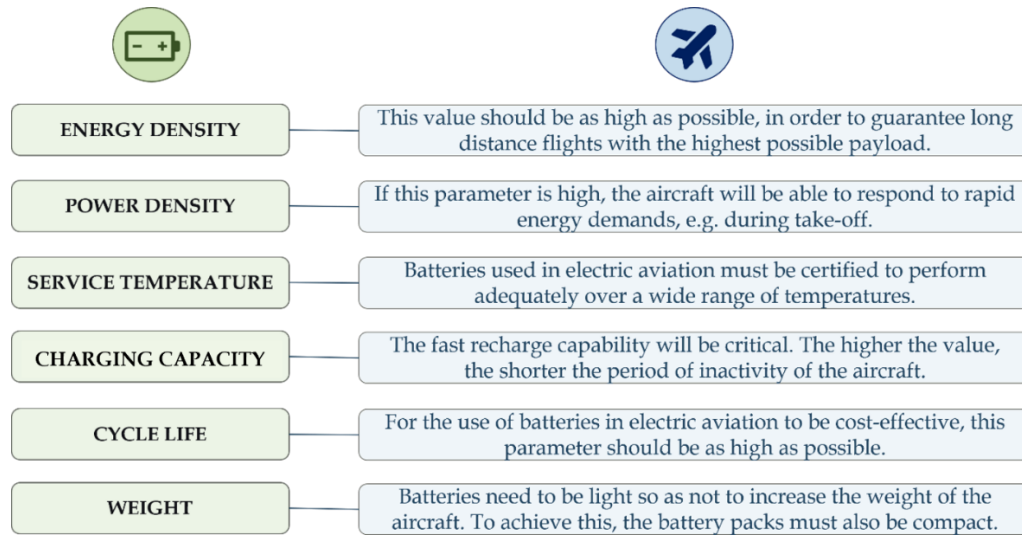 ENERGY DENSITY
This value should be as high as possible, in order to guarantee long
distance flights with the highest possible payload.
POWER DENSITY
If this parameter is high, the aircraft will be able to respond to rapid
energy demands, e.g. during take-off.
SERVICE TEMPERATURE
Batteries used in electric aviation must be certified to perform
adequately over a wide range of temperatures.
CHARGING CAPACITY
The fast recharge capability will be critical. The higher the value,
the shorter the period of inactivity of the aircraft.
CYCLE LIFE
For the use of batteries in electric aviation to be cost-effective, this
parameter should be as high as possible.
WEIGHT
Batteries need to be light so as not to increase the weight of the
aircraft. To achieve this, the battery packs must also be compact.